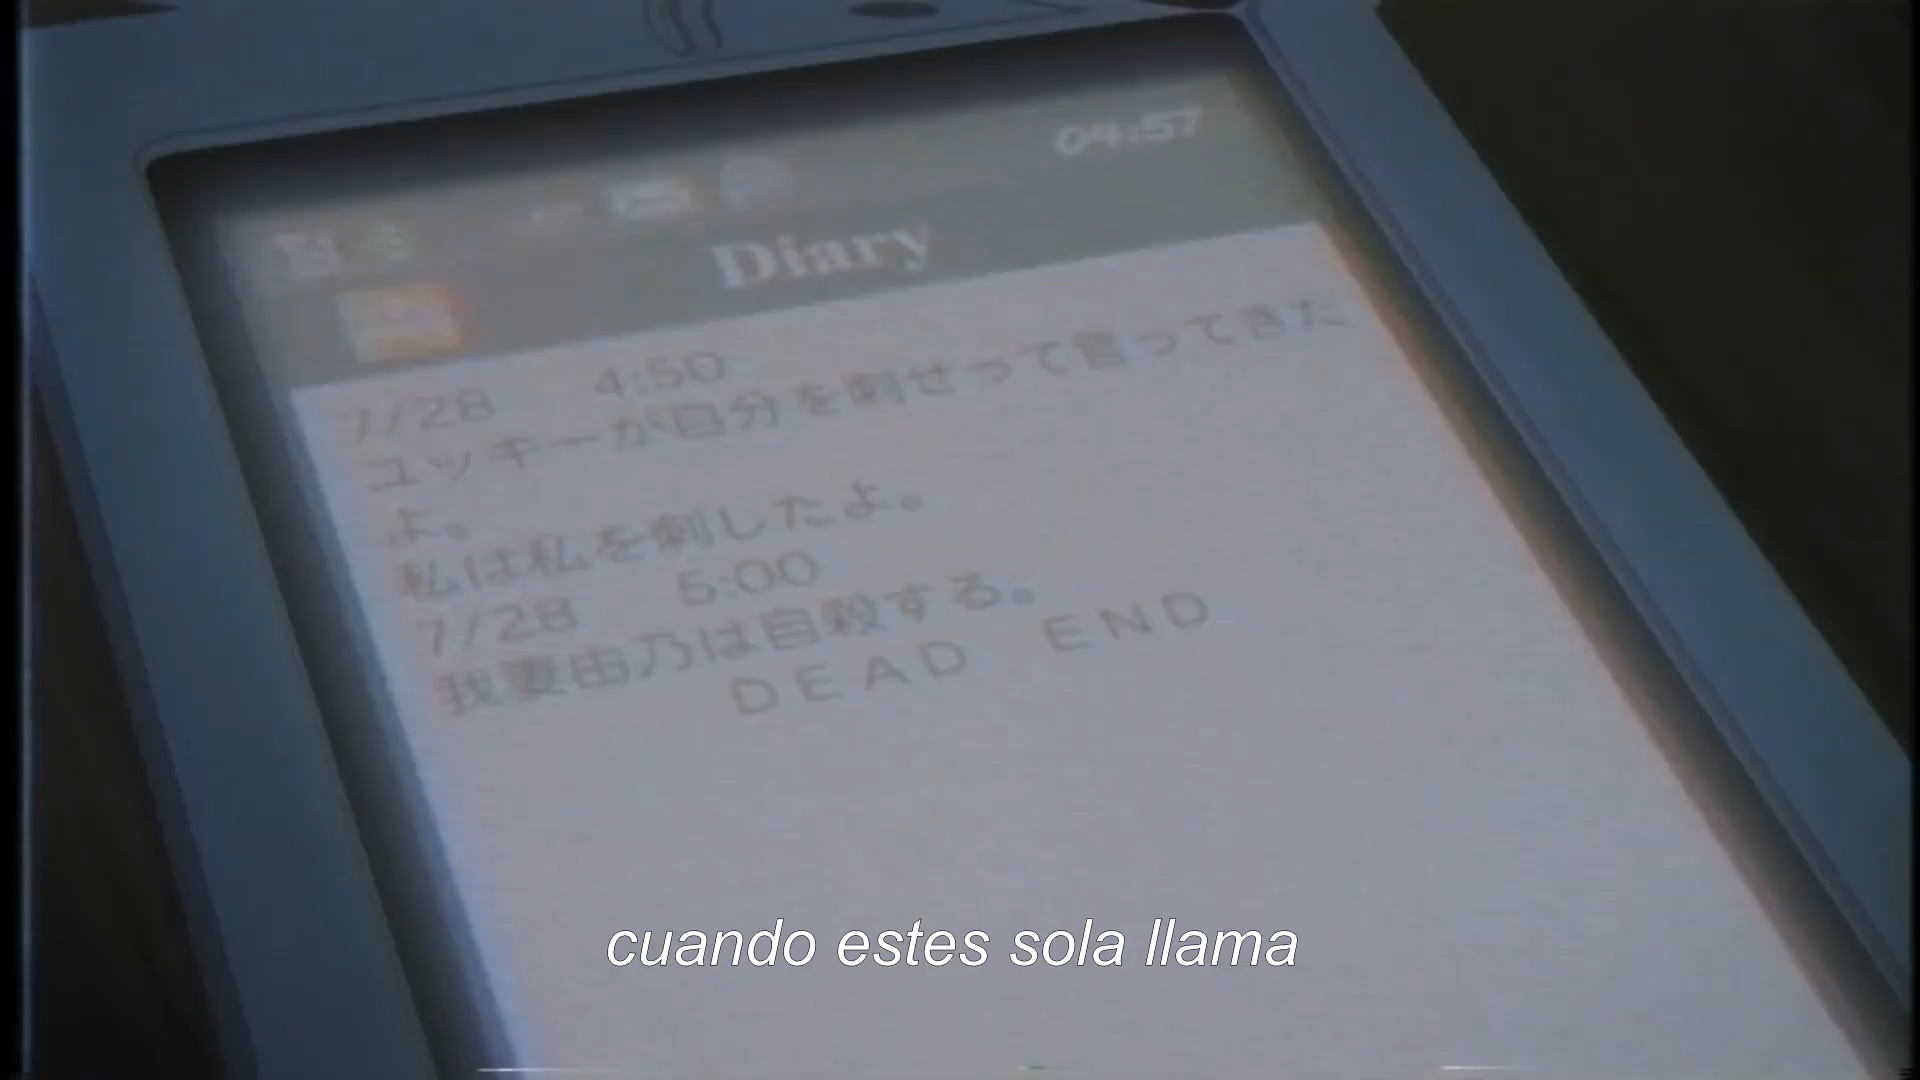 04:57
Diary
7/28 4:50
ユッキーが自分を刺せって言ってきた
よ。
私は私を刺したよ。
7/28 5:00
我妻由乃は自殺する。
DEAD END
cuando estes sola llama